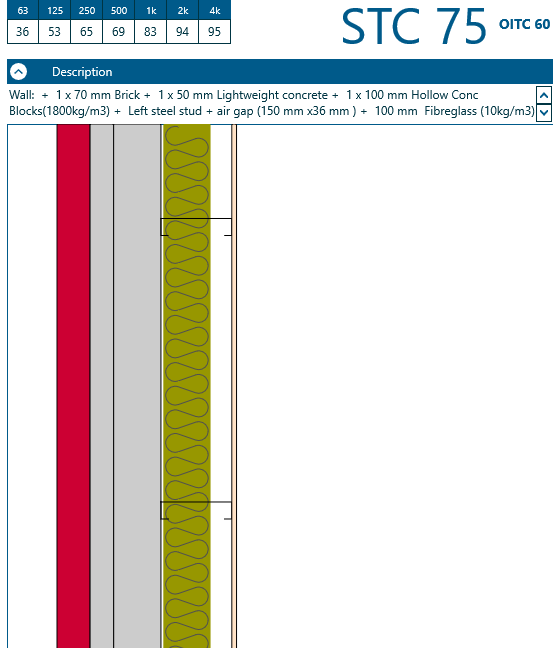 63 125 250 500 1k 2k 4k
36 53 65 69 83 94 95
STC 75 OITC 60
Description
Wall: + 1 x 70 mm Brick + 1 x 50 mm Lightweight concrete + 1 x 100 mm Hollow Conc
Blocks(1800kg/m3) + Left steel stud + air gap (150 mm x36 mm ) + 100 mm Fibreglass (10kg/m3)